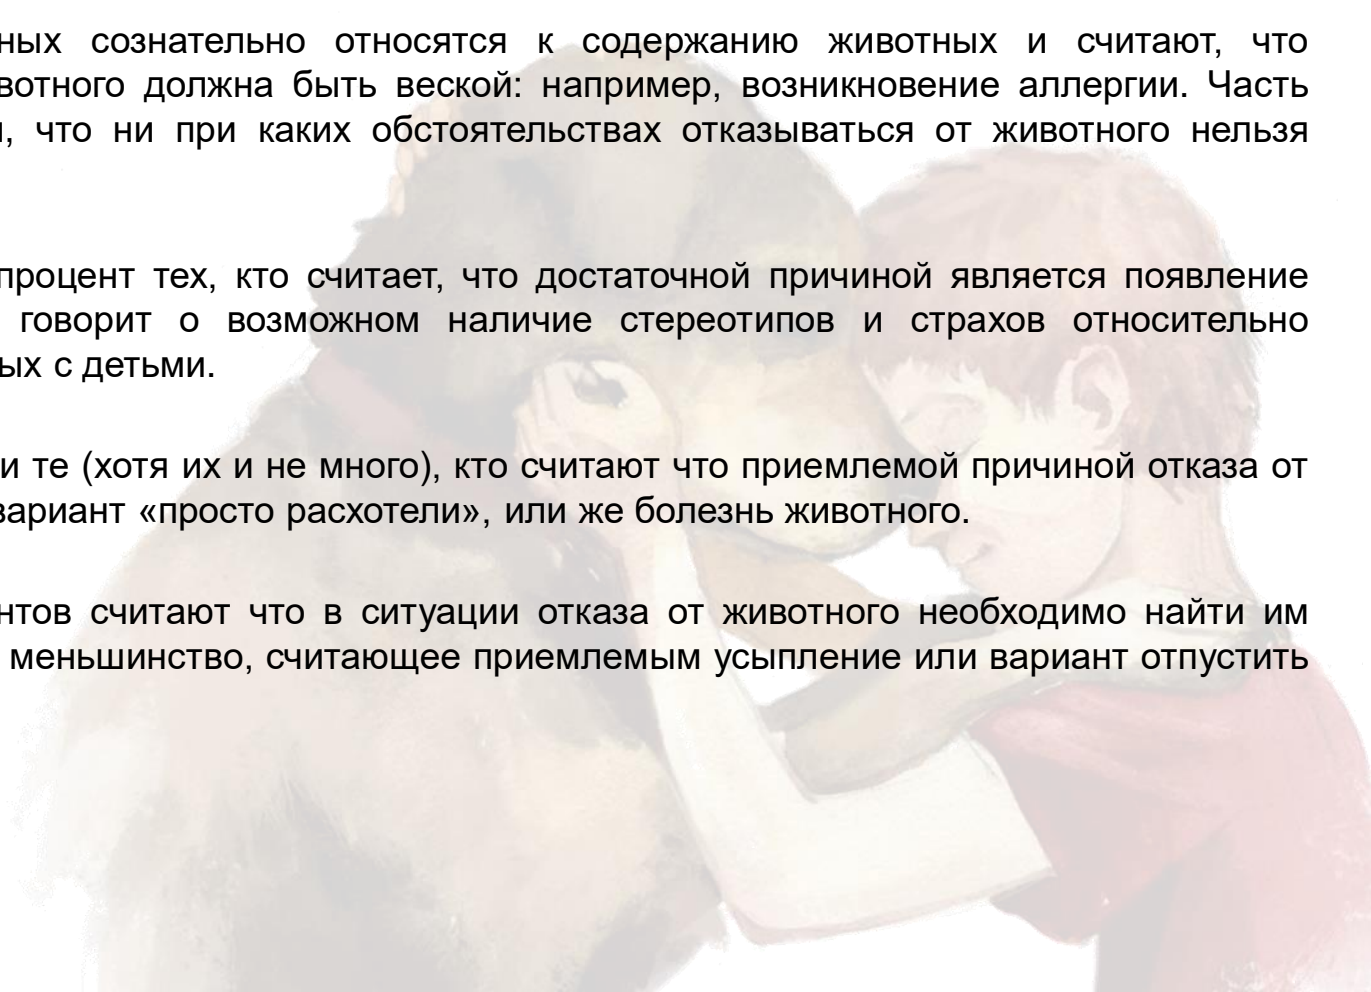 ных сознательно относятся к содержанию животных и считают, что
вотного должна быть веской: например, возникновение аллергии. Часть
, что ни при каких обстоятельствах отказываться от животного нельзя
процент тех, кто считает, что достаточной причиной является появление
говорит о возможном наличие стереотипов и страхов относительно
ых с детьми.
и те (хотя их и не много), кто считают что приемлемой причиной отказа от
вариант «просто расхотели», или же болезнь животного.
нтов считают что в ситуации отказа от животного необходимо найти им
меньшинство, считающее приемлемым усыпление или вариант отпустить